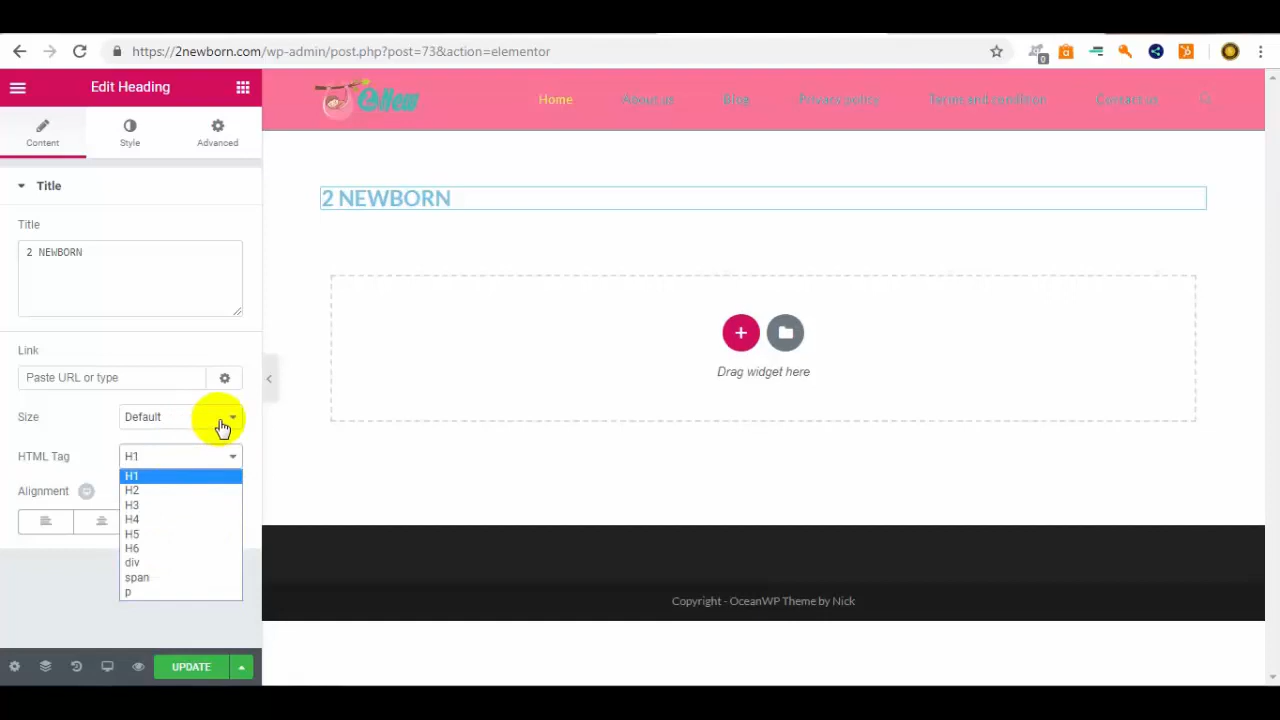 https://2newborn.com/wp-admin/post.php?post=73&action=elementor
0
Edit Heading
Content
Style
Advanced
Title
Title
2 NEWBORN
Link
Paste URL or type
Size
Default
HTML Tag
H1
H1
H2
H3
H4
H5
H6
div
span
p
Alignment
UPDATE
New
Home
About us
Blog
Privacy policy
Terms and condition
Contact us
2 NEWBORN
Drag widget here
Copyright - OceanWP Theme by Nick